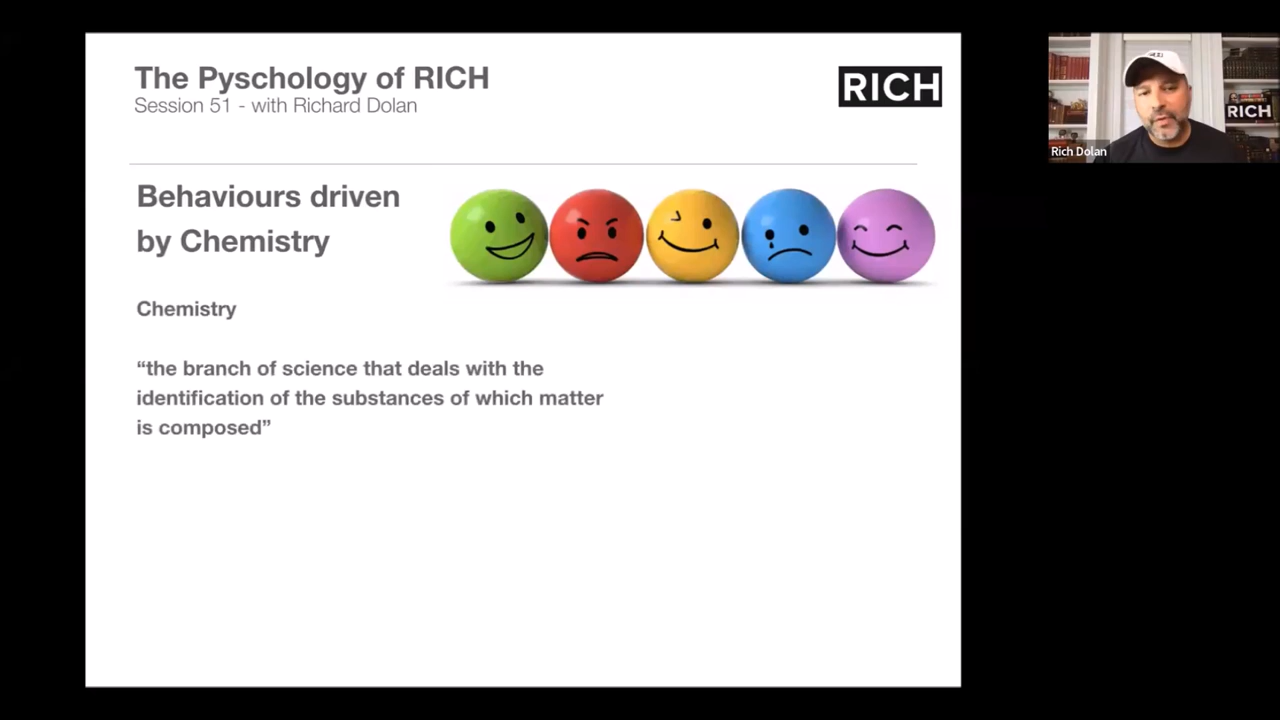 The Pyschology of RICH
Session 51 - with Richard Dolan
RICH
Behaviours driven
by Chemistry
Chemistry
“the branch of science that deals with the
identification of the substances of which matter
is composed”
RICH
Rich Dolan